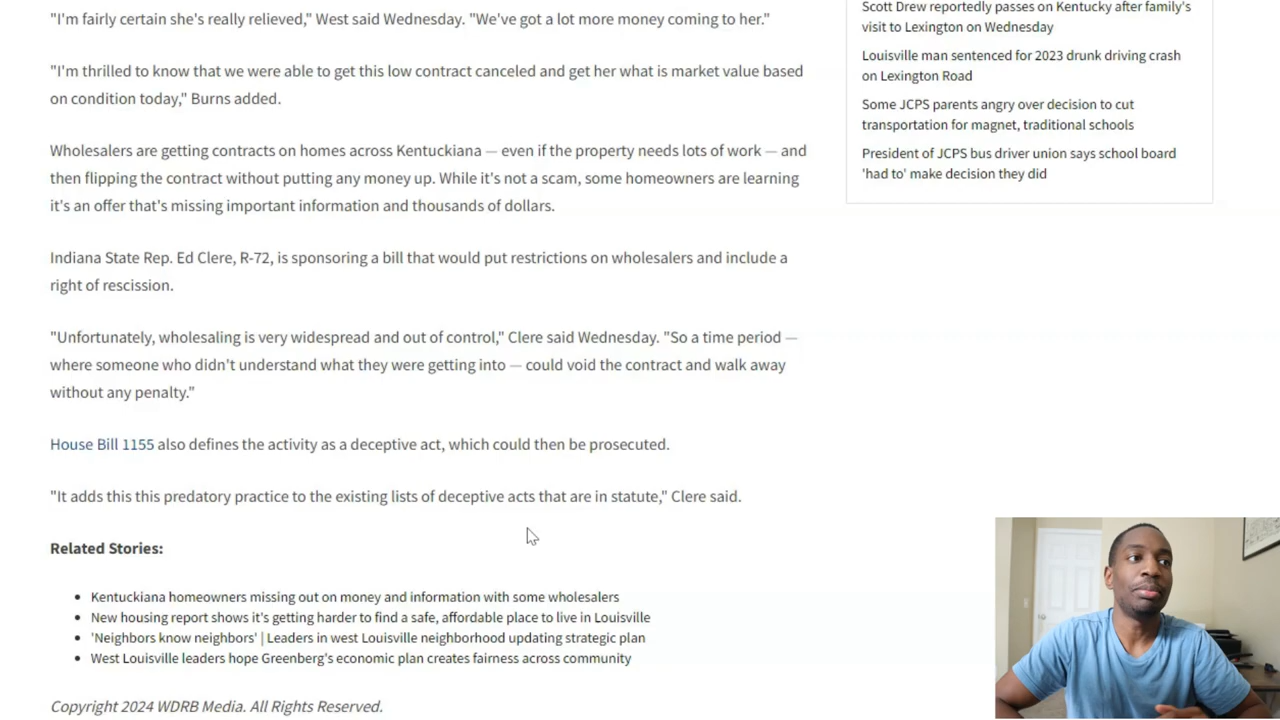 "I'm fairly certain she's really relieved," West said Wednesday. "We've got a lot more money coming to her."
"I'm thrilled to know that we were able to get this low contract canceled and get her what is market value based
on condition today," Burns added.
Wholesalers are getting contracts on homes across Kentuckiana — even if the property needs lots of work — and
then flipping the contract without putting any money up. While it's not a scam, some homeowners are learning
it's an offer that's missing important information and thousands of dollars.
Indiana State Rep. Ed Clere, R-72, is sponsoring a bill that would put restrictions on wholesalers and include a
right of rescission.
"Unfortunately, wholesaling is very widespread and out of control," Clere said Wednesday. "So a time period —
where someone who didn't understand what they were getting into — could void the contract and walk away
without any penalty."
House Bill 1155 also defines the activity as a deceptive act, which could then be prosecuted.
"It adds this this predatory practice to the existing lists of deceptive acts that are in statute," Clere said.
Related Stories:
• Kentuckiana homeowners missing out on money and information with some wholesalers
• New housing report shows it's getting harder to find a safe, affordable place to live in Louisville
• 'Neighbors know neighbors' | Leaders in west Louisville neighborhood updating strategic plan
• West Louisville leaders hope Greenberg's economic plan creates fairness across community
Copyright 2024 WDRB Media. All Rights Reserved.
Scott Drew reportedly passes on Kentucky after family's
visit to Lexington on Wednesday
Louisville man sentenced for 2023 drunk driving crash
on Lexington Road
Some JCPS parents angry over decision to cut
transportation for magnet, traditional schools
President of JCPS bus driver union says school board
'had to' make decision they did